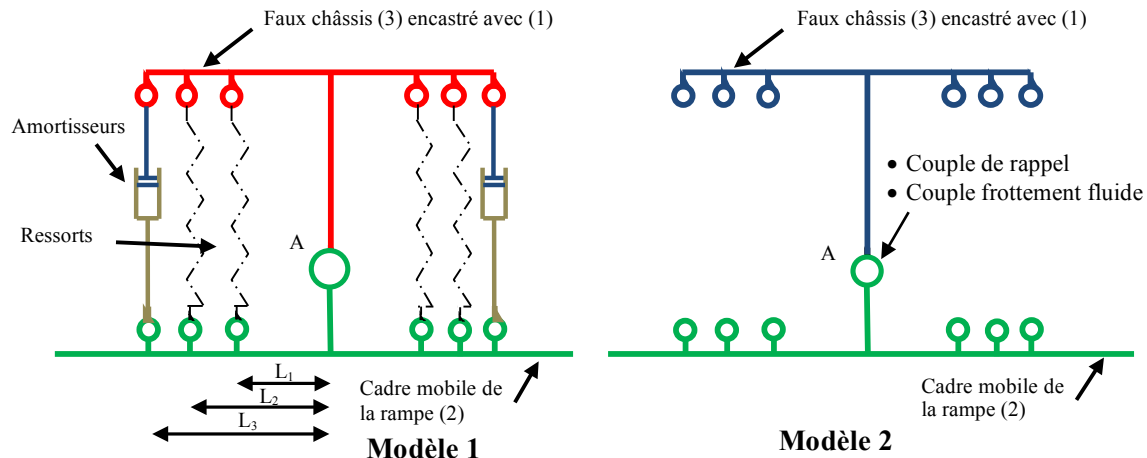 Faux châssis (3) encastré avec (1)
Amortisseurs
Ressorts
A
L1
L2
L3
Cadre mobile de
la rampe (2)
Modèle 1
Faux châssis (3) encastré avec (1)
• Couple de rappel
• Couple frottement fluide
A
Cadre mobile de
la rampe (2)
Modèle 2